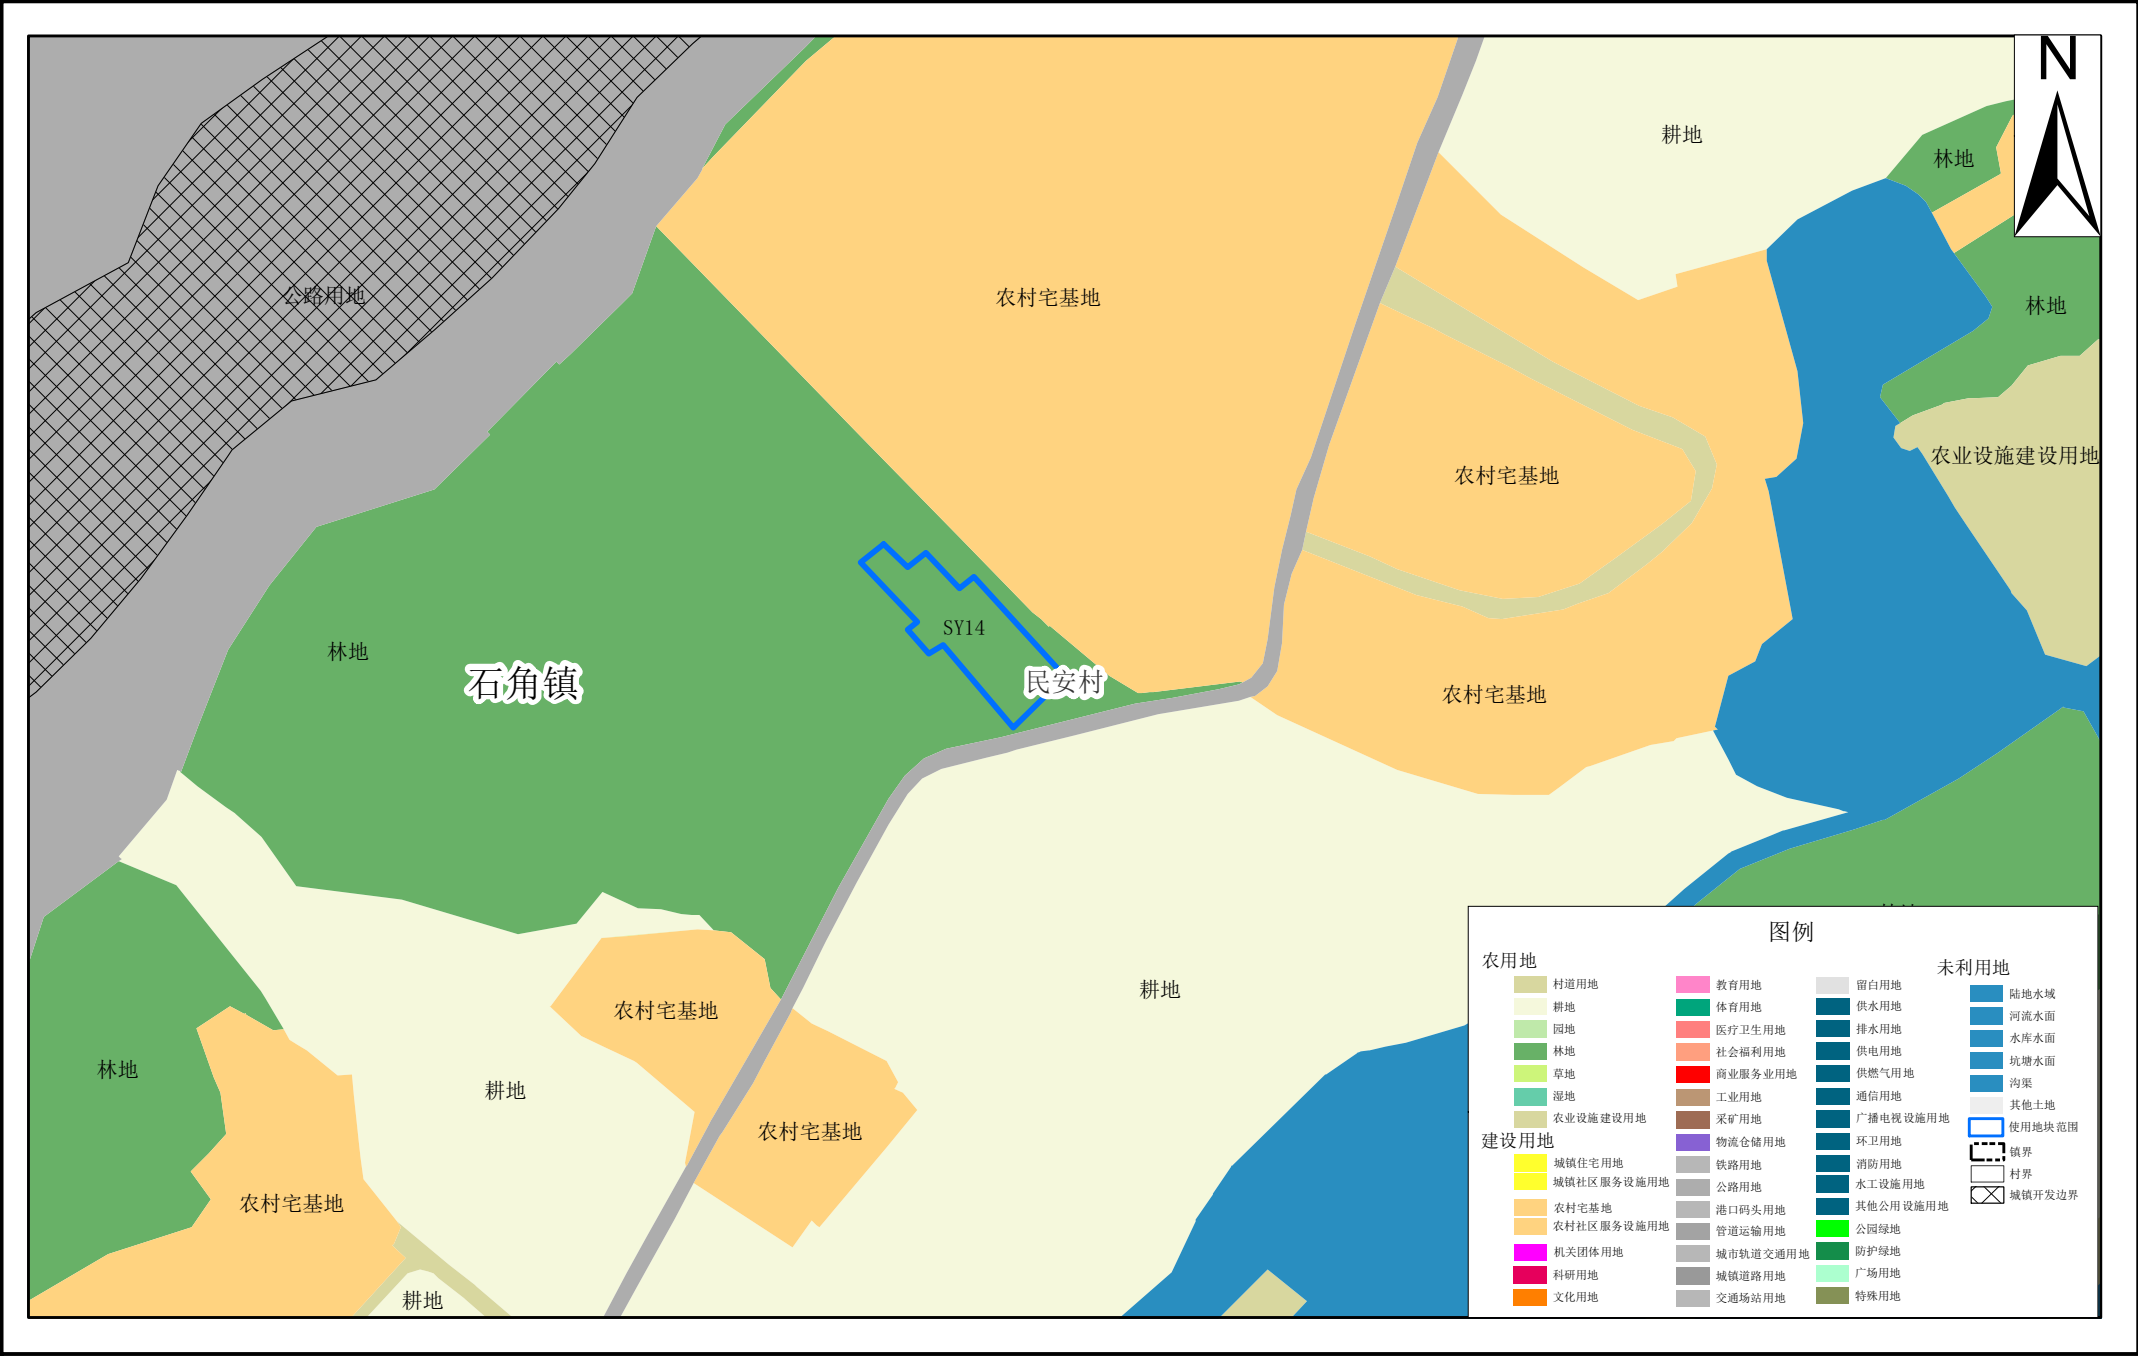 N
耕地
林地
公路用地
农村宅基地
林地
农业设施建设用地
农村宅基地
SY14
林地
石角镇
民安村
农村宅基地
耕地
农村宅基地
林地
耕地
农村宅基地
农村宅基地
耕地
图例
农用地
村道用地
耕地
园地
林地
草地
湿地
农业设施建设用地
建设用地
城镇住宅用地
城镇社区服务设施用地
农村宅基地
农村社区服务设施用地
机关团体用地
科研用地
文化用地
教育用地
体育用地
医疗卫生用地
社会福利用地
商业服务业用地
工业用地
采矿用地
物流仓储用地
铁路用地
公路用地
港口码头用地
管道运输用地
城市轨道交通用地
城镇道路用地
交通场站用地
留白用地
供水用地
排水用地
供电用地
供燃气用地
通信用地
广播电视设施用地
环卫用地
消防用地
水工设施用地
其他公用设施用地
公园绿地
防护绿地
广场用地
特殊用地
未利用地
陆地水域
河流水面
水库水面
坑塘水面
沟渠
其他土地
使用地块范围
镇界
村界
城镇开发边界